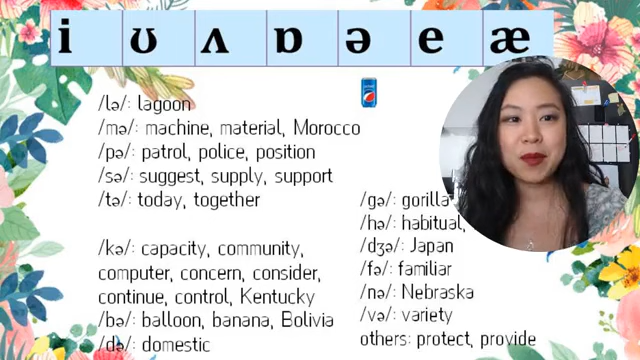 i ʊ ʌ ɒ ə e æ
/lə/: lagoon
/mə/: machine, material, Morocco
/pə/: patrol, police, position
/sə/: suggest, supply, support
/tə/: today, together
/kə/: capacity, community,
computer, concern, consider,
continue, control, Kentucky
/bə/: balloon, banana, Bolivia
/də/: domestic
/gə/: gorilla
/hə/: habitual,
/dʒə/: Japan
/fə/: familiar
/nə/: Nebraska
/və/: variety
others: protect, provide